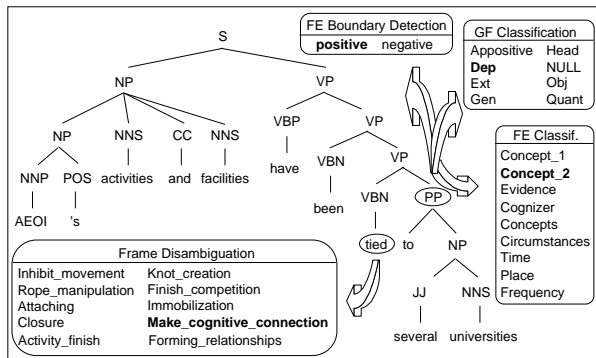 FE Boundary Detection
positive negative
GF Classification
Appositive Head
Dep NULL
Ext Obj
Gen Quant
S
NP VP
NP NNS CC NNS VBP VP
NNP POS activities and facilities have VBN VP
AEOI 's been VBN PP
tied to NP
JJ NNS
several universities
FE Classif.
Concept_1
Concept_2
Evidence
Cognizer
Concepts
Circumstances
Time
Place
Frequency
Frame Disambiguation
Inhibit_movement Knot_creation
Rope_manipulation Finish_competition
Attaching Immobilization
Closure Make_cognitive_connection
Activity_finish Forming_relationships